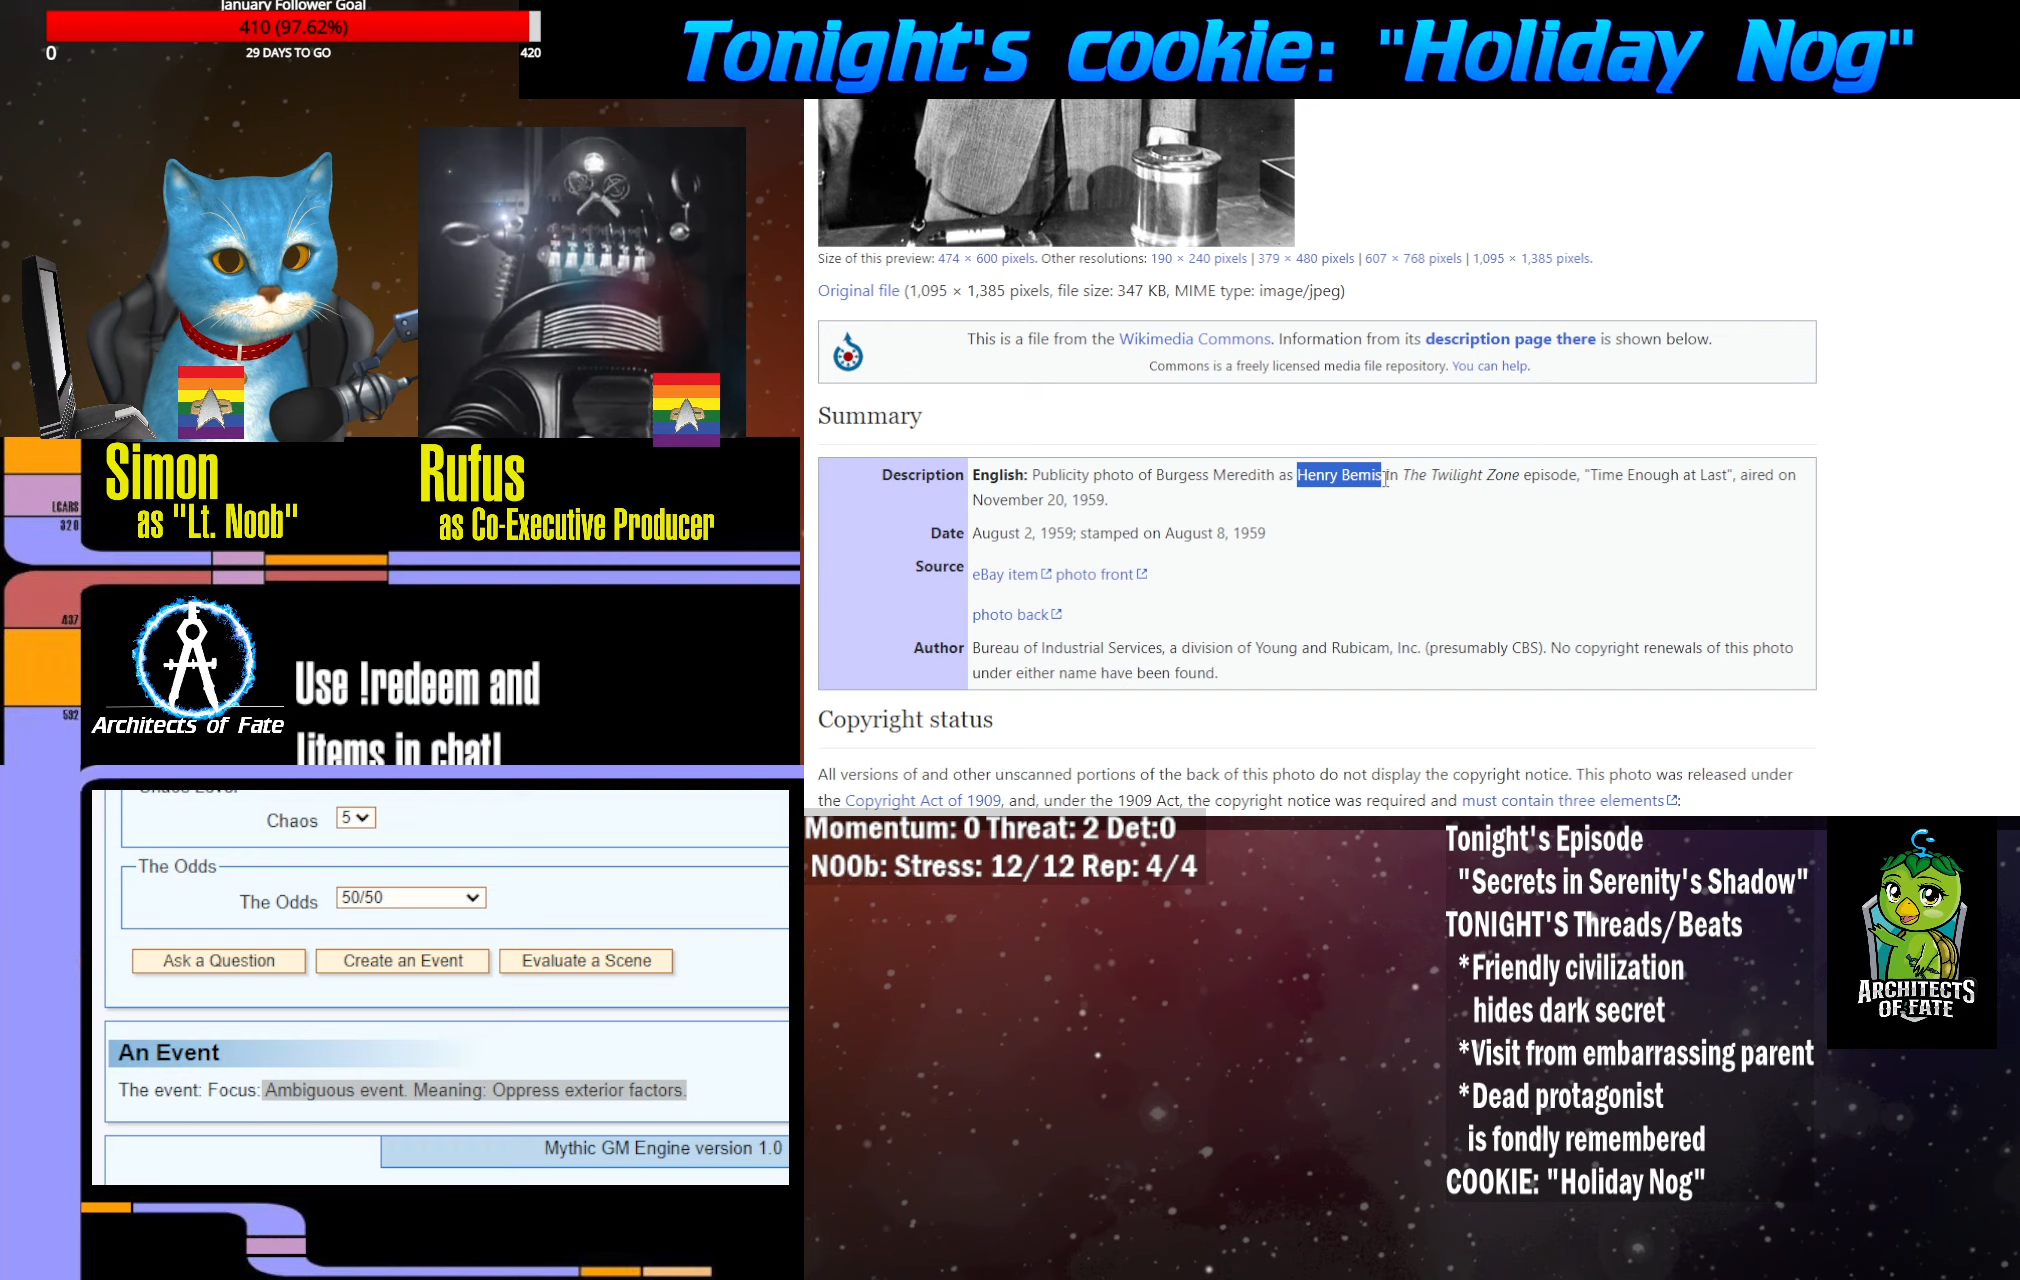 January Follower Goal
410 (97.62%)
0
29 DAYS TO GO
420
Tonight's cookie: "Holiday Nog"
Simon
as "Lt. Noob"
Rufus
as Co-Executive Producer
LCARS
320
437
592
Architects of Fate
Use !redeem and
!items in chat!
Chaos Level
Chaos
5
The Odds
The Odds
50/50
Ask a Question
Create an Event
Evaluate a Scene
An Event
The event: Focus: Ambiguous event. Meaning: Oppress exterior factors.
Mythic GM Engine version 1.0
Size of this preview: 474 × 600 pixels. Other resolutions: 190 × 240 pixels | 379 × 480 pixels | 607 × 768 pixels | 1,095 × 1,385 pixels.
Original file (1,095 × 1,385 pixels, file size: 347 KB, MIME type: image/jpeg)
This is a file from the Wikimedia Commons. Information from its description page there is shown below.
Commons is a freely licensed media file repository. You can help.
Summary
Description
English: Publicity photo of Burgess Meredith as Henry Bemis in The Twilight Zone episode, "Time Enough at Last", aired on
November 20, 1959.
Date
August 2, 1959; stamped on August 8, 1959
Source
eBay item photo front
photo back
Author
Bureau of Industrial Services, a division of Young and Rubicam, Inc. (presumably CBS). No copyright renewals of this photo
under either name have been found.
Copyright status
All versions of and other unscanned portions of the back of this photo do not display the copyright notice. This photo was released under
the Copyright Act of 1909, and, under the 1909 Act, the copyright notice was required and must contain three elements:
Momentum: 0 Threat: 2 Det:0
N00b: Stress: 12/12 Rep: 4/4
Tonight's Episode
"Secrets in Serenity's Shadow"
TONIGHT'S Threads/Beats
*Friendly civilization
hides dark secret
*Visit from embarrassing parent
*Dead protagonist
is fondly remembered
COOKIE: "Holiday Nog"
ARCHITECTS
OF FATE